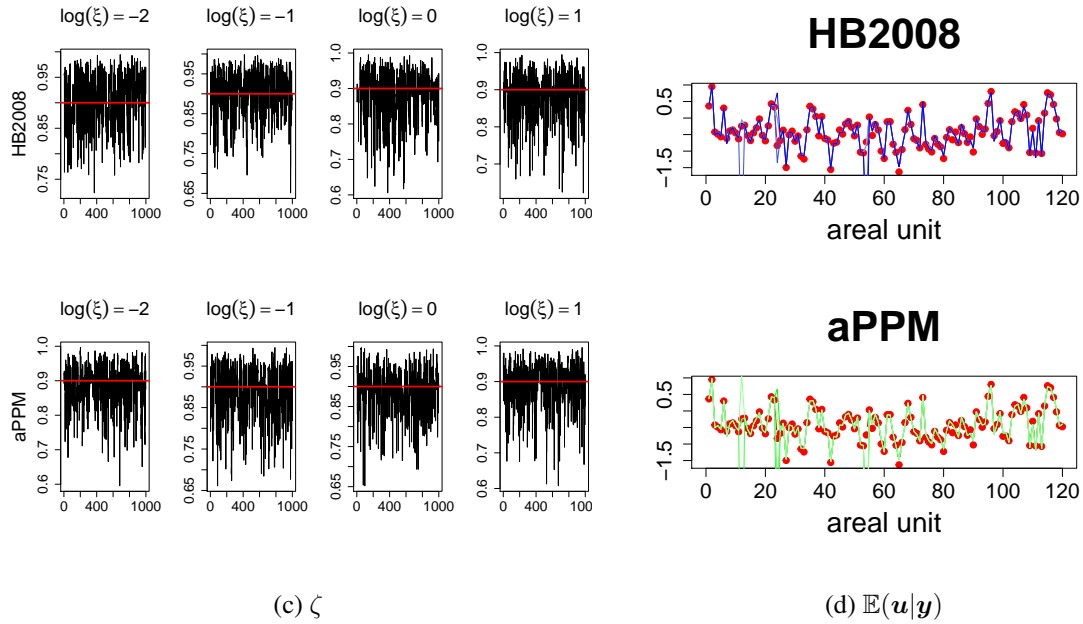 log(ξ) = −2 log(ξ) = −1 log(ξ) = 0 log(ξ) = 1
HB2008
0.75 0.85 0.95
0.65 0.75 0.85 0.95
0.6 0.7 0.8 0.9 1.0
0.7 0.8 0.9 1.0
0 400 1000 0 400 1000 0 400 1000 0 400 1000
HB2008
−1.5 0.5
0 20 40 60 80 100 120
areal unit
log(ξ) = −2 log(ξ) = −1 log(ξ) = 0 log(ξ) = 1
aPPM
0.6 0.7 0.8 0.9 1.0
0.65 0.75 0.85 0.95
0.65 0.75 0.85 0.95
0.6 0.7 0.8 0.9 1.0
0 400 1000 0 400 1000 0 400 1000 0 400 1000
aPPM
−1.5 0.5
0 20 40 60 80 100 120
areal unit
(c) ζ
(d) 𝔼(u|y)